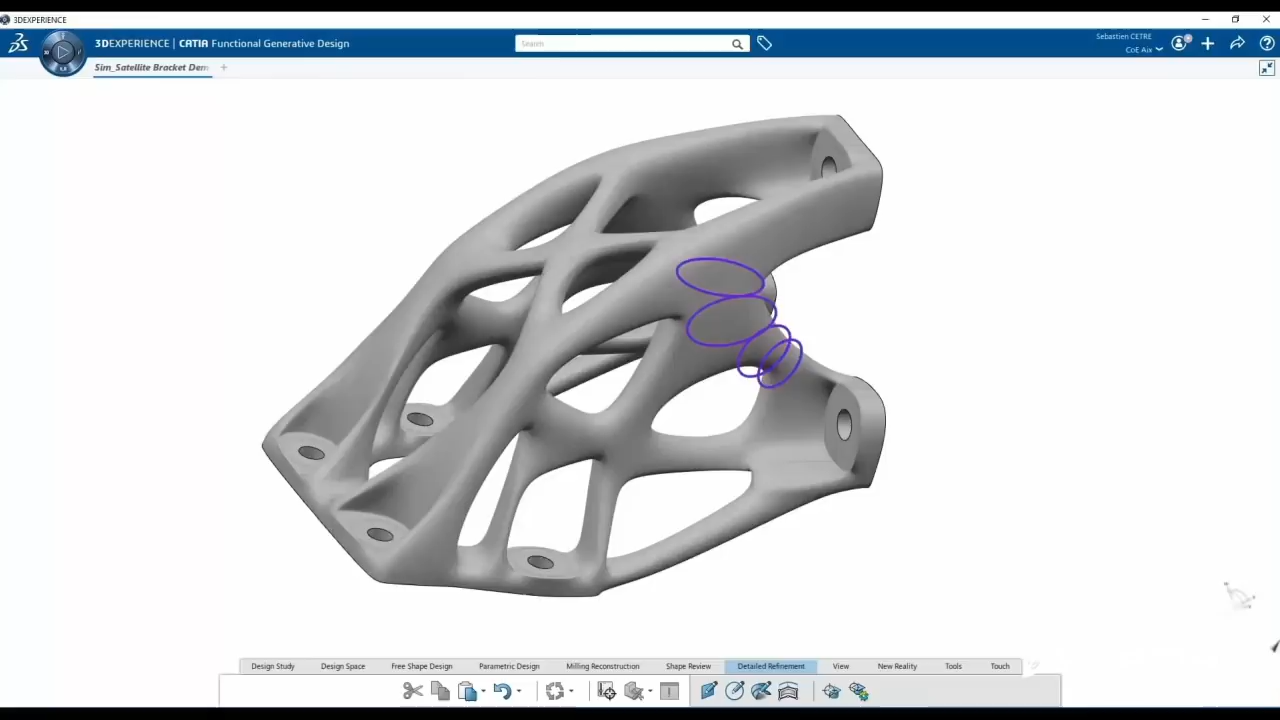 3DEXPERIENCE
3DEXPERIENCE | CATIA Functional Generative Design
Search
Sebastien CETRE
CoE Aix
Sim_Satellite Bracket Dem
Design Study
Design Space
Free Shape Design
Parametric Design
Milling Reconstruction
Shape Review
Detailed Refinement
View
New Reality
Tools
Touch